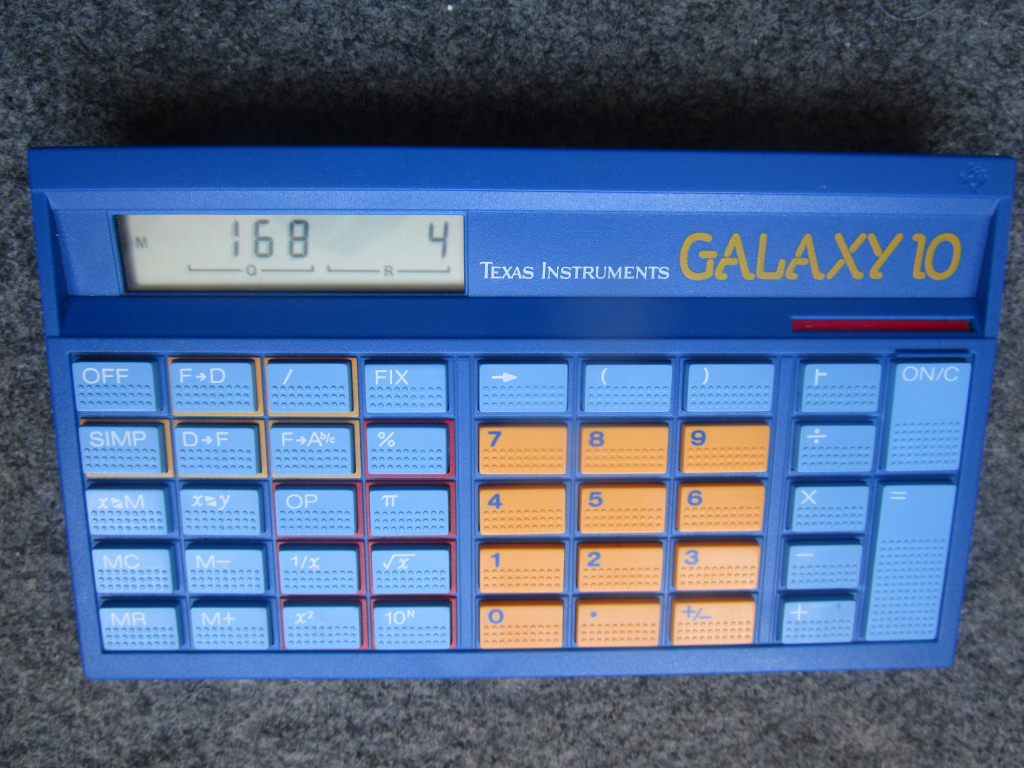 M 168 4
Q R
TEXAS INSTRUMENTS GALAXY 10
OFF F→D / FIX → ( ) ⊢ ON/C
SIMP D→F F→Ab/c % 7 8 9 ÷
x⇄M x⇄y OP π 4 5 6 × =
MC M− 1/x √x 1 2 3 −
MR M+ x² 10ᴺ 0 · +/− +